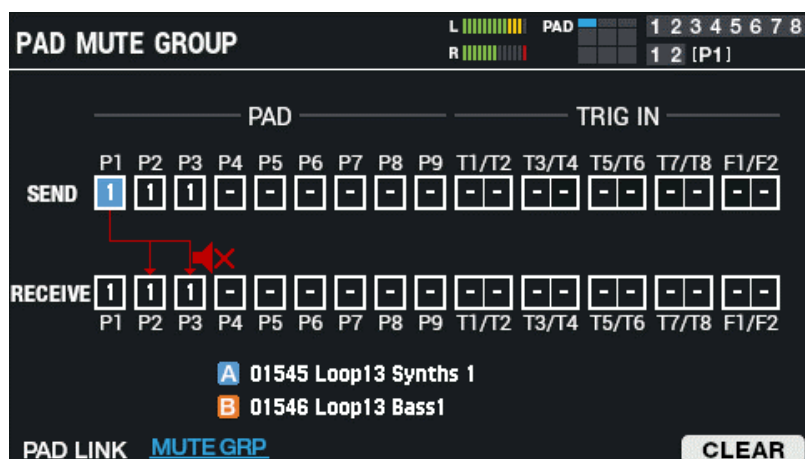 PAD MUTE GROUP L PAD 1 2 3 4 5 6 7 8
R 1 2 [P1]
PAD TRIG IN
P1 P2 P3 P4 P5 P6 P7 P8 P9 T1/T2 T3/T4 T5/T6 T7/T8 F1/F2
SEND 1 1 1 - - - - - - - - - - - - - - - -
RECEIVE 1 1 1 - - - - - - - - - - - - - - - -
P1 P2 P3 P4 P5 P6 P7 P8 P9 T1/T2 T3/T4 T5/T6 T7/T8 F1/F2
A 01545 Loop13 Synths 1
B 01546 Loop13 Bass1
PAD LINK MUTE GRP CLEAR